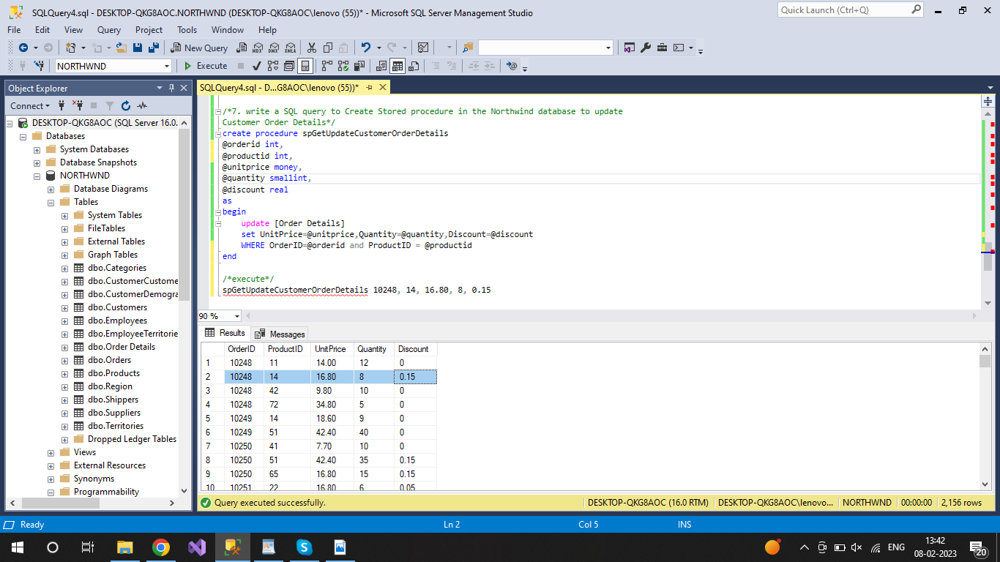 SQLQuery4.sql - DESKTOP-QKG8AOC.NORTHWND (DESKTOP-QKG8AOC\lenovo (55))* - Microsoft SQL Server Management Studio
Quick Launch (Ctrl+Q)
File Edit View Query Project Tools Window Help
New Query MDX DMX XMLA
NORTHWND Execute
Object Explorer
SQLQuery4.sql - D...G8AOC\lenovo (55))*
Connect
DESKTOP-QKG8AOC (SQL Server 16.0.
Databases
System Databases
Database Snapshots
NORTHWND
Database Diagrams
Tables
System Tables
FileTables
External Tables
Graph Tables
dbo.Categories
dbo.CustomerCustome
dbo.CustomerDemogra
dbo.Customers
dbo.Employees
dbo.EmployeeTerritorie
dbo.Order Details
dbo.Orders
dbo.Products
dbo.Region
dbo.Shippers
dbo.Suppliers
dbo.Territories
Dropped Ledger Tables
Views
External Resources
Synonyms
Programmability
/*7. write a SQL query to Create Stored procedure in the Northwind database to update
Customer Order Details*/
create procedure spGetUpdateCustomerOrderDetails
@orderid int,
@productid int,
@unitprice money,
@quantity smallint,
@discount real
as
begin
update [Order Details]
set UnitPrice=@unitprice,Quantity=@quantity,Discount=@discount
WHERE OrderID=@orderid and ProductID = @productid
end
/*execute*/
spGetUpdateCustomerOrderDetails 10248, 14, 16.80, 8, 0.15
90 %
Results Messages
OrderID ProductID UnitPrice Quantity Discount
1 10248 11 14.00 12 0
2 10248 14 16.80 8 0.15
3 10248 42 9.80 10 0
4 10248 72 34.80 5 0
5 10249 14 18.60 9 0
6 10249 51 42.40 40 0
7 10250 41 7.70 10 0
8 10250 51 42.40 35 0.15
9 10250 65 16.80 15 0.15
10 10251 22 16.80 6 0.05
Query executed successfully. DESKTOP-QKG8AOC (16.0 RTM) DESKTOP-QKG8AOC\lenovo... NORTHWND 00:00:00 2,156 rows
Ready Ln 2 Col 5 INS
ENG 13:42
08-02-2023 20